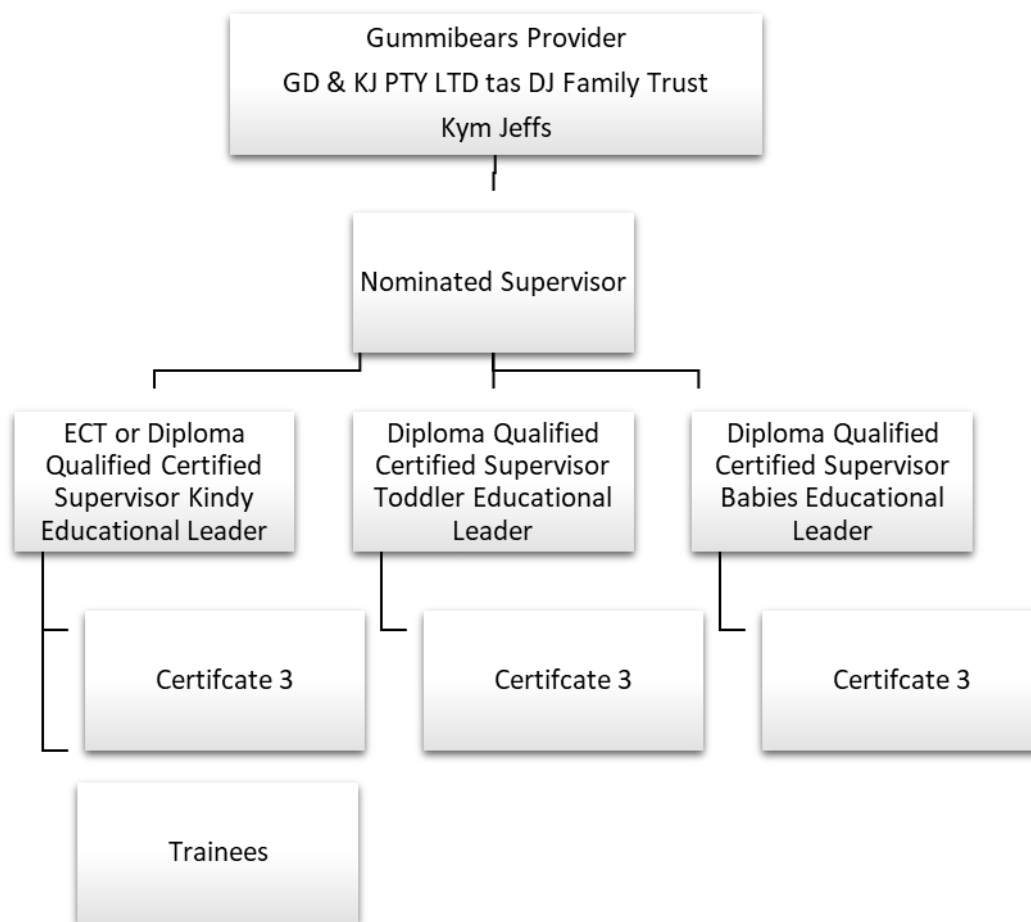 Gummibears Provider
GD & KJ PTY LTD tas DJ Family Trust
Kym Jeffs
Nominated Supervisor
ECT or Diploma
Qualified Certified
Supervisor Kindy
Educational Leader
Diploma Qualified
Certified Supervisor
Toddler Educational
Leader
Diploma Qualified
Certified Supervisor
Babies Educational
Leader
Certifcate 3
Certifcate 3
Certifcate 3
Trainees